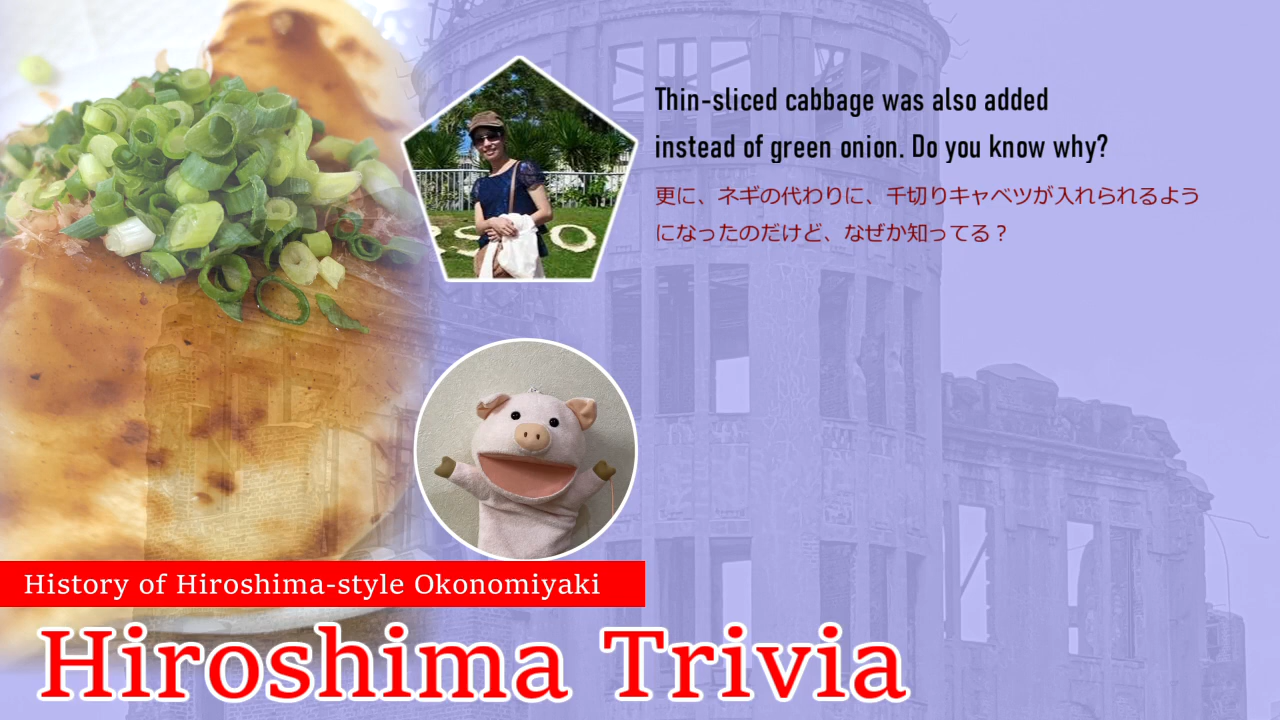 Thin-sliced cabbage was also added
instead of green onion. Do you know why?
更に、ネギの代わりに、千切りキャベツが入れられるよう
になったのだけど、なぜか知ってる？
History of Hiroshima-style Okonomiyaki
Hiroshima Trivia